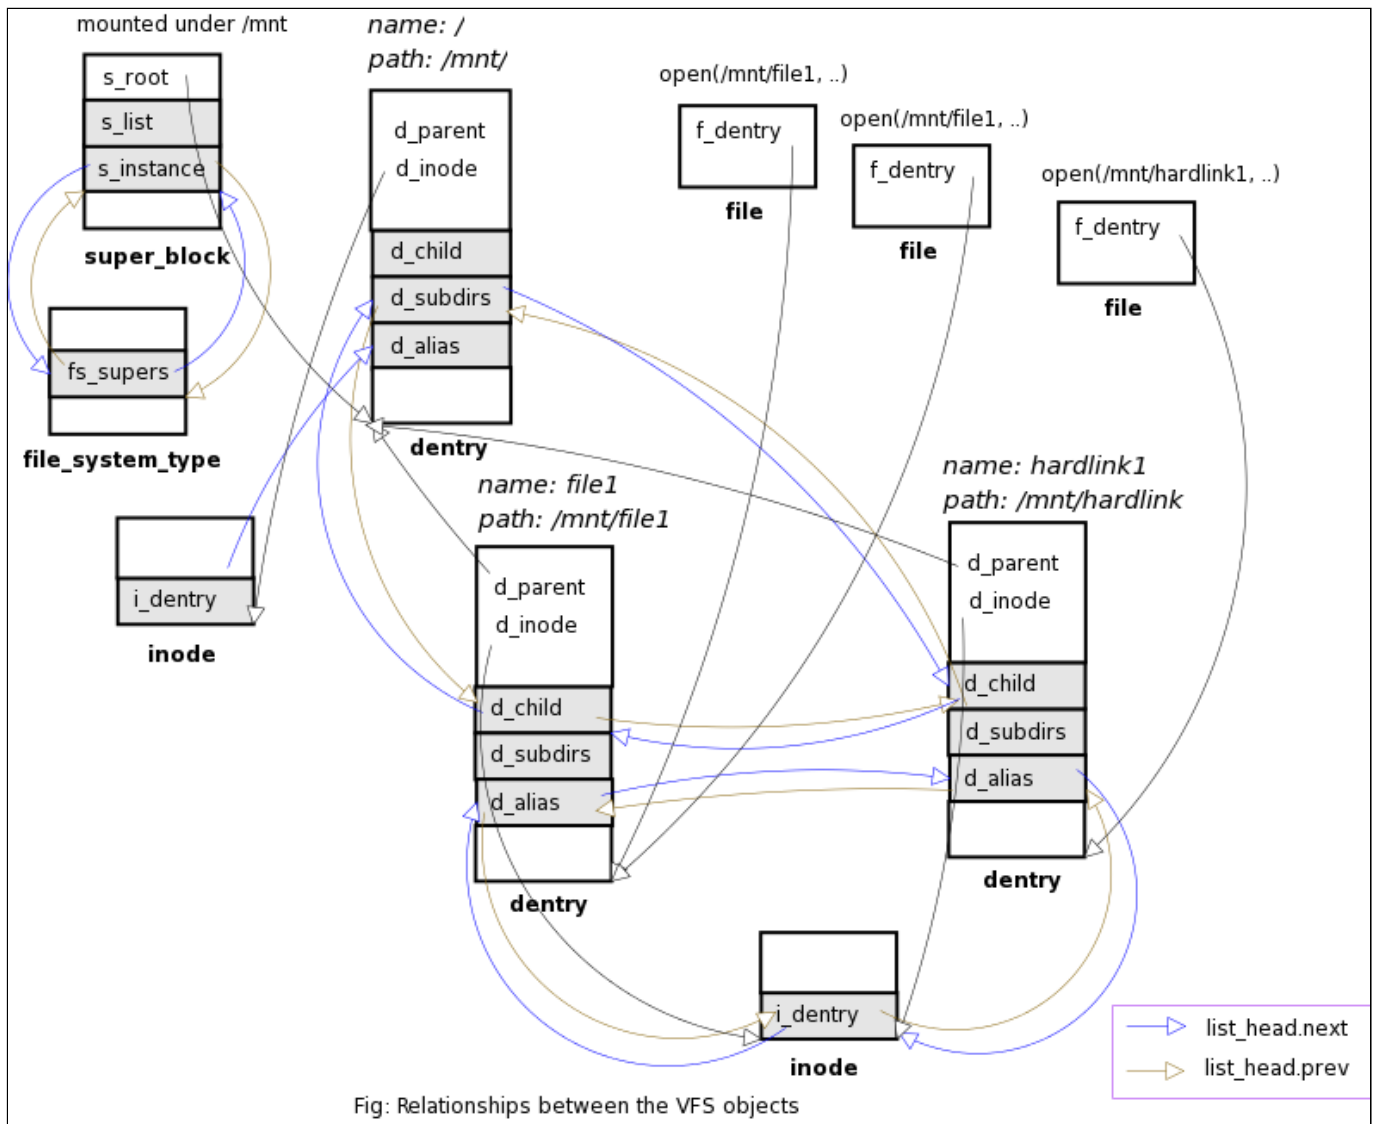 mounted under /mnt
s_root
s_list
s_instance
super_block
fs_supers
file_system_type
i_dentry
inode
name: /
path: /mnt/
d_parent
d_inode
d_child
d_subdirs
d_alias
dentry
open(/mnt/file1, ..)
f_dentry
file
open(/mnt/file1, ..)
f_dentry
file
open(/mnt/hardlink1, ..)
f_dentry
file
name: file1
path: /mnt/file1
d_parent
d_inode
d_child
d_subdirs
d_alias
dentry
name: hardlink1
path: /mnt/hardlink
d_parent
d_inode
d_child
d_subdirs
d_alias
dentry
i_dentry
inode
list_head.next
list_head.prev
Fig: Relationships between the VFS objects